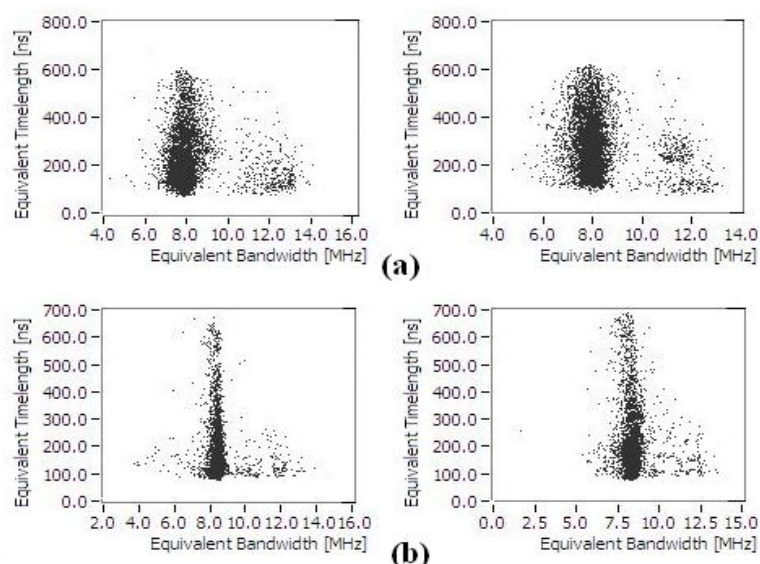 800.0
600.0
400.0
200.0
0.0
Equivalent Timelength [ns]
4.0 6.0 8.0 10.0 12.0 14.0 16.0
Equivalent Bandwidth [MHz]
800.0
600.0
400.0
200.0
0.0
Equivalent Timelength [ns]
4.0 6.0 8.0 10.0 12.0 14.0
Equivalent Bandwidth [MHz]
(a)
700.0
600.0
500.0
400.0
300.0
200.0
100.0
0.0
Equivalent Timelength [ns]
2.0 4.0 6.0 8.0 10.0 12.0 14.0 16.0
Equivalent Bandwidth [MHz]
700.0
600.0
500.0
400.0
300.0
200.0
100.0
0.0
Equivalent Timelength [ns]
0.0 2.5 5.0 7.5 10.0 12.5 15.0
Equivalent Bandwidth [MHz]
(b)